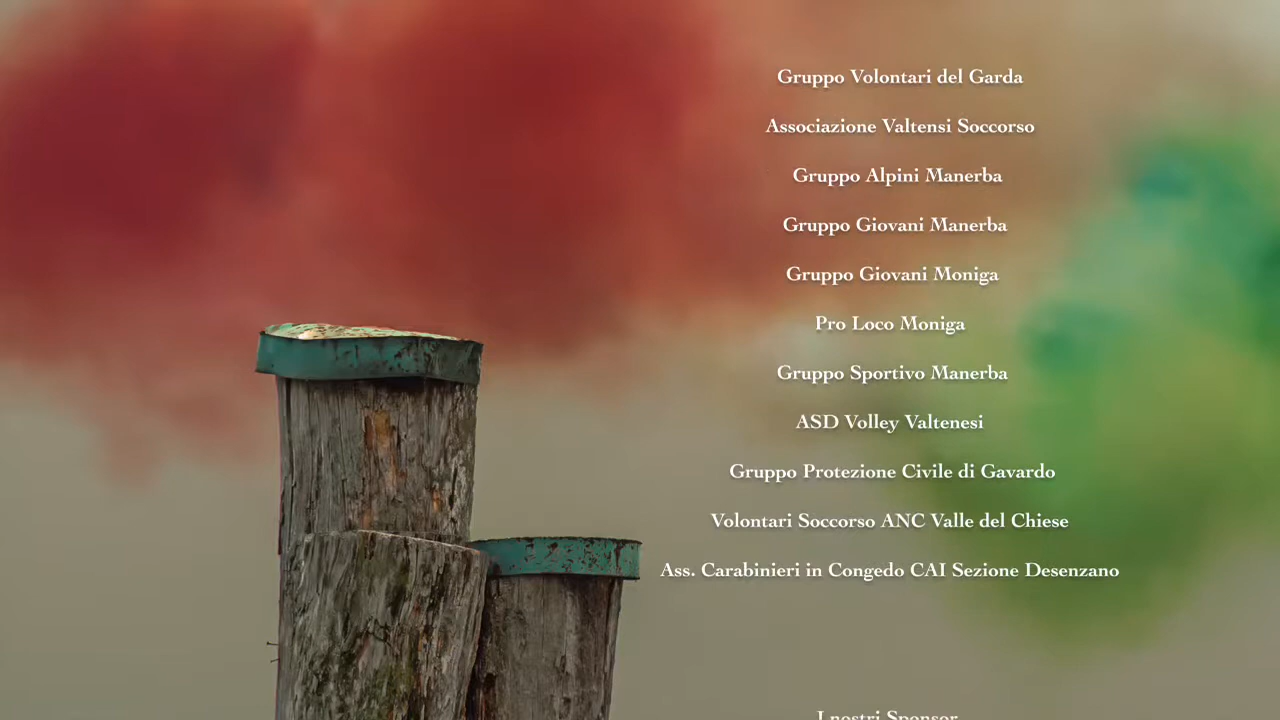 Gruppo Volontari del Garda
Associazione Valtensi Soccorso
Gruppo Alpini Manerba
Gruppo Giovani Manerba
Gruppo Giovani Moniga
Pro Loco Moniga
Gruppo Sportivo Manerba
ASD Volley Valtenesi
Gruppo Protezione Civile di Gavardo
Volontari Soccorso ANC Valle del Chiese
Ass. Carabinieri in Congedo CAI Sezione Desenzano
I nostri Sponsor